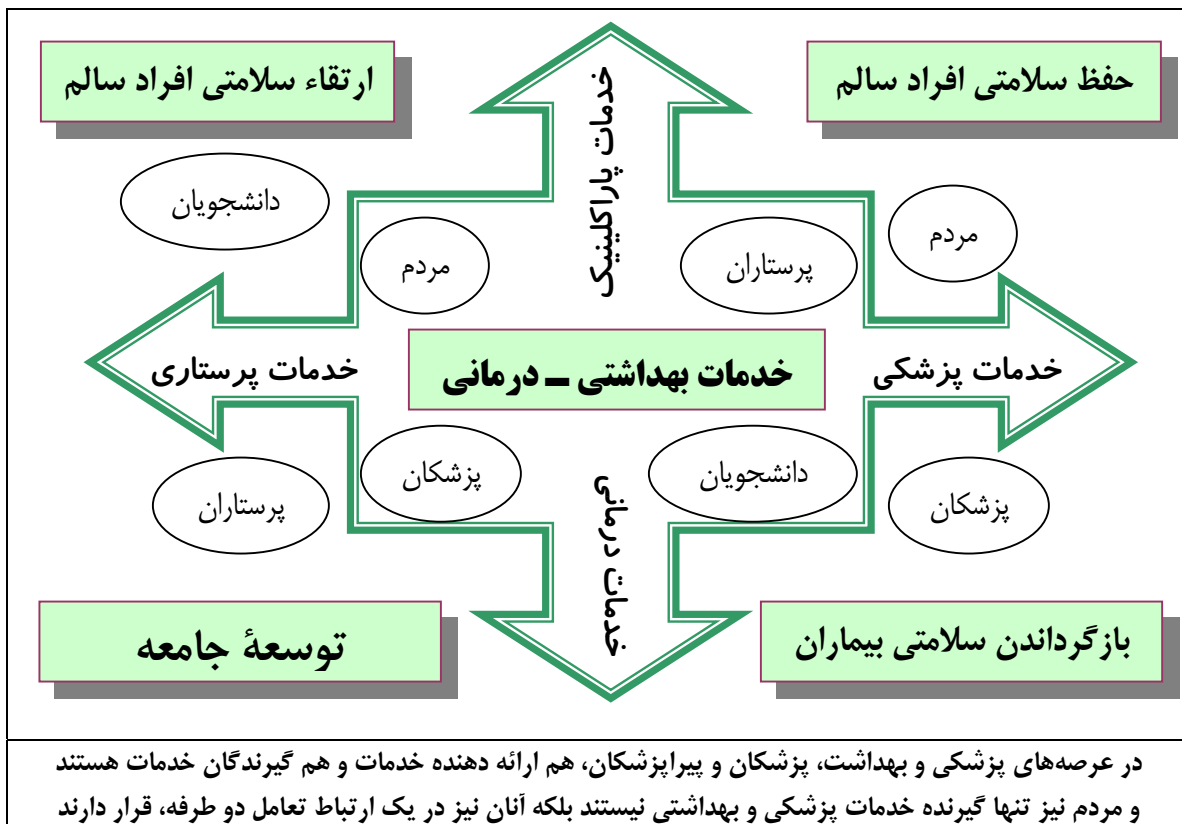 حفظ سلامتی افراد سالم
ارتقاء سلامتی افراد سالم
خدمات پاراکلینیک
دانشجویان
مردم
پرستاران
مردم
خدمات پزشکی
خدمات بهداشتی ـ درمانی
خدمات پرستاری
پزشکان
دانشجویان
پزشکان
پرستاران
خدمات درمانی
بازگرداندن سلامتی بیماران
توسعهٔ جامعه
در عرصه‌های پزشکی و بهداشت، پزشکان و پیراپزشکان، هم ارائه دهنده خدمات و هم گیرندگان خدمات هستند
و مردم نیز تنها گیرنده خدمات پزشکی و بهداشتی نیستند بلکه آنان نیز در یک ارتباط تعامل دو طرفه، قرار دارند